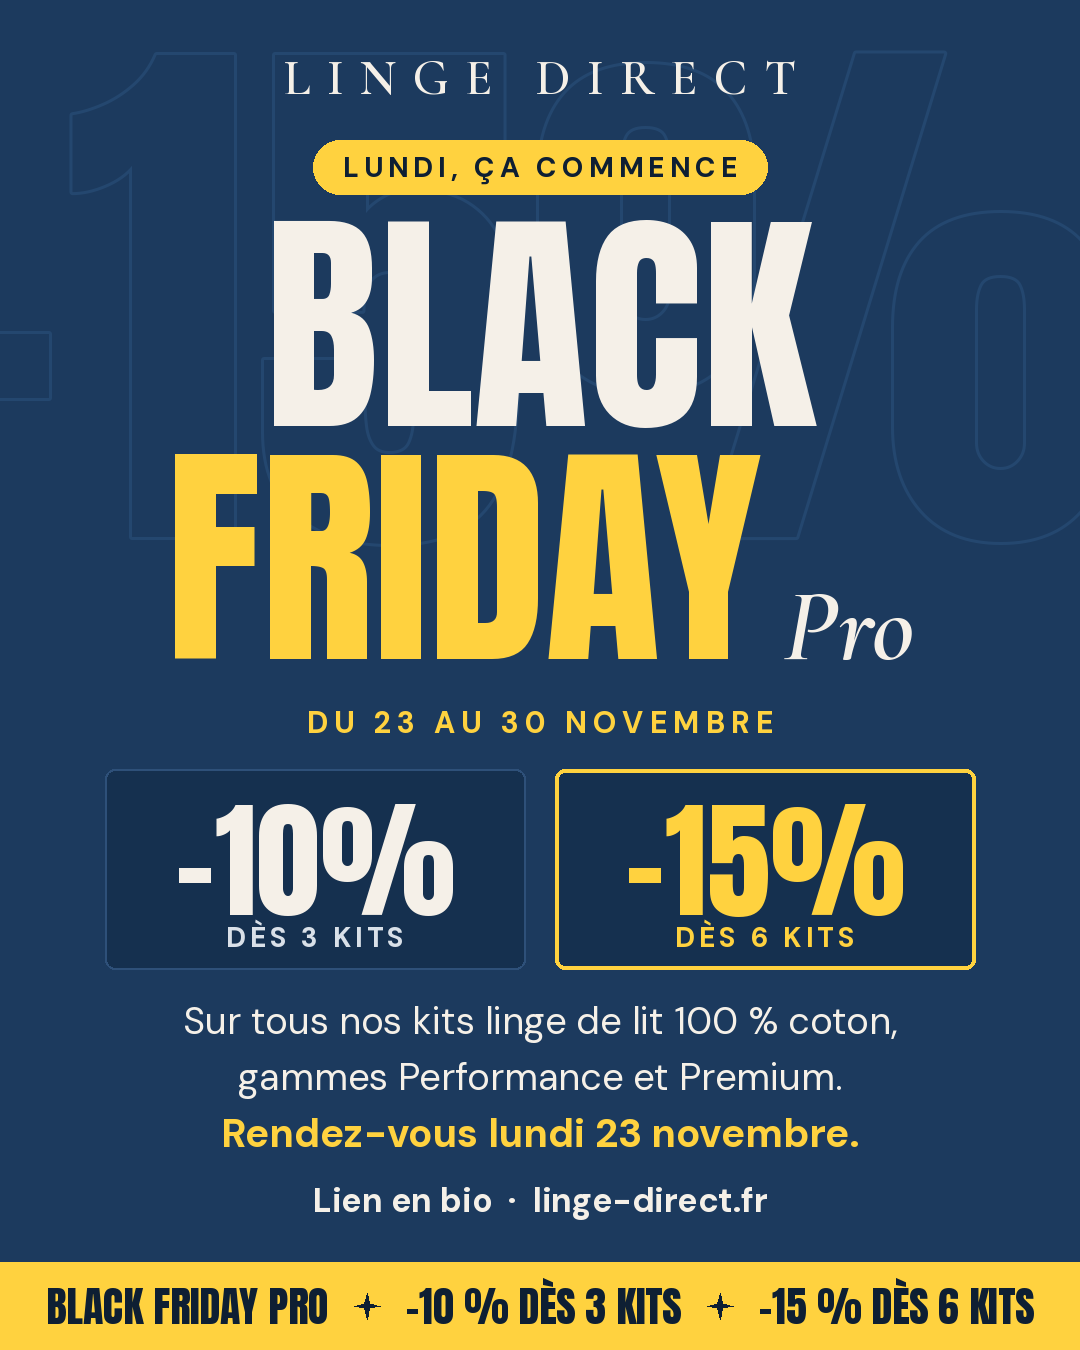 LINGE DIRECT
LUNDI, ÇA COMMENCE
BLACK
FRIDAY Pro
DU 23 AU 30 NOVEMBRE
-10%
DÈS 3 KITS
-15%
DÈS 6 KITS
Sur tous nos kits linge de lit 100 % coton,
gammes Performance et Premium.
Rendez-vous lundi 23 novembre.
Lien en bio · linge-direct.fr
BLACK FRIDAY PRO ✦ -10 % DÈS 3 KITS ✦ -15 % DÈS 6 KITS
-15%